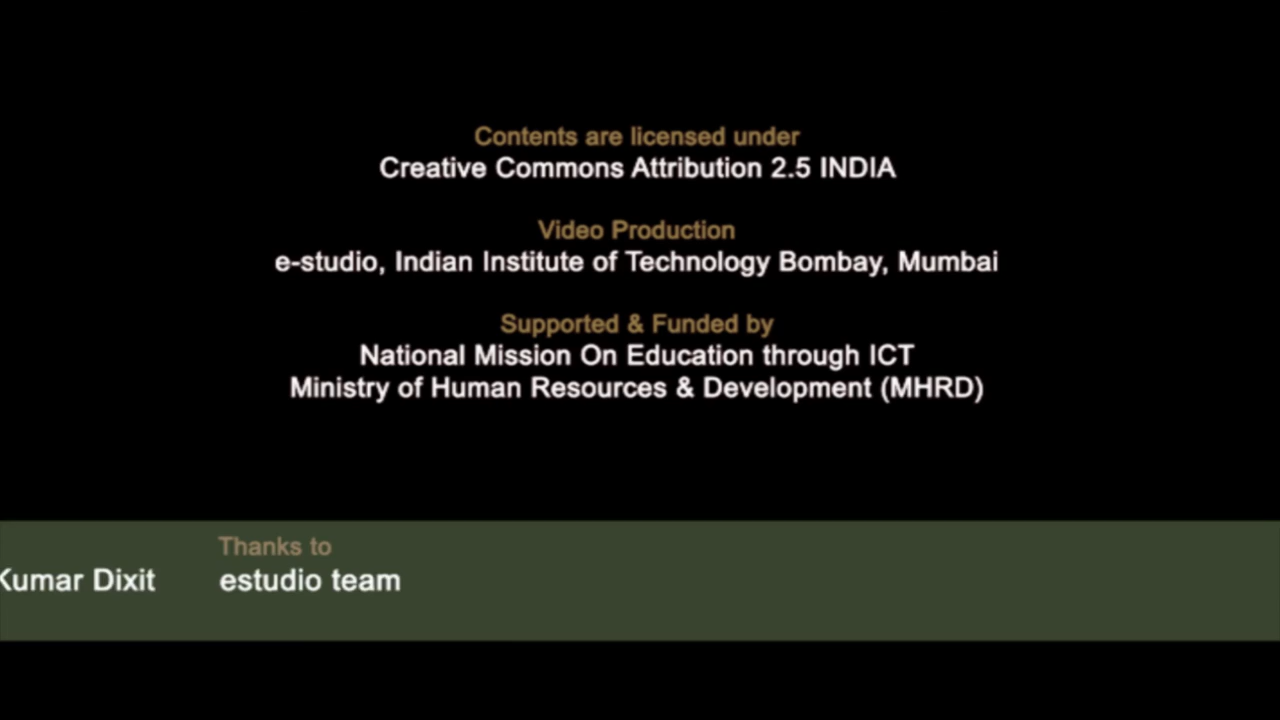 Contents are licensed under
Creative Commons Attribution 2.5 INDIA
Video Production
e-studio, Indian Institute of Technology Bombay, Mumbai
Supported & Funded by
National Mission On Education through ICT
Ministry of Human Resources & Development (MHRD)
Thanks to
Kumar Dixit estudio team